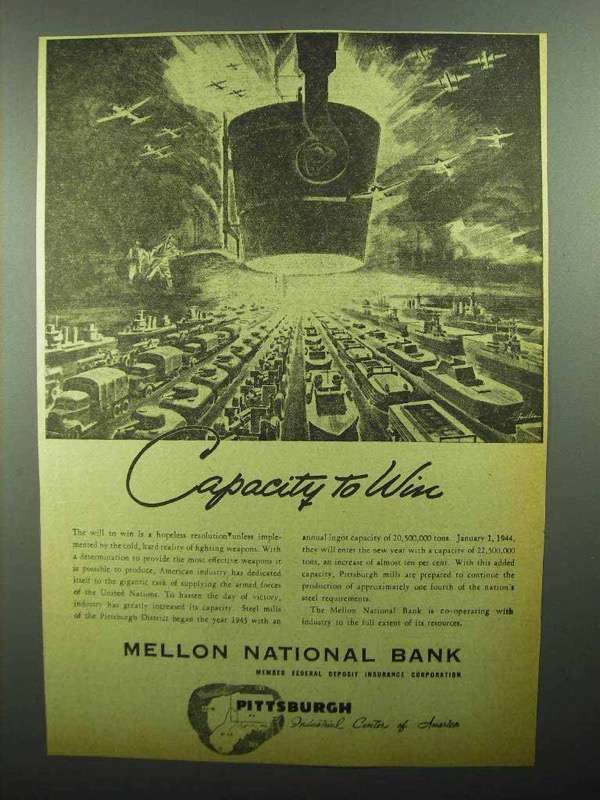 Capacity to Win
The will to win is a hopeless resolution unless imple-
mented by the cold, hard reality of fighting weapons. With
a determination to provide the most effective weapons it
is possible to produce, American industry has dedicated
itself to the gigantic task of supplying the armed forces
of the United Nations. To hasten the day of victory,
industry has greatly increased its capacity. Steel mills
of the Pittsburgh District began the year 1943 with an
annual ingot capacity of 20,500,000 tons. January 1, 1944,
they will enter the new year with a capacity of 22,500,000
tons, an increase of almost ten per cent. With this added
capacity, Pittsburgh mills are prepared to continue the
production of approximately one fourth of the nation's
steel requirements.
The Mellon National Bank is co-operating with
industry to the full extent of its resources.
MELLON NATIONAL BANK
MEMBER FEDERAL DEPOSIT INSURANCE CORPORATION
PITTSBURGH
Industrial Center of America